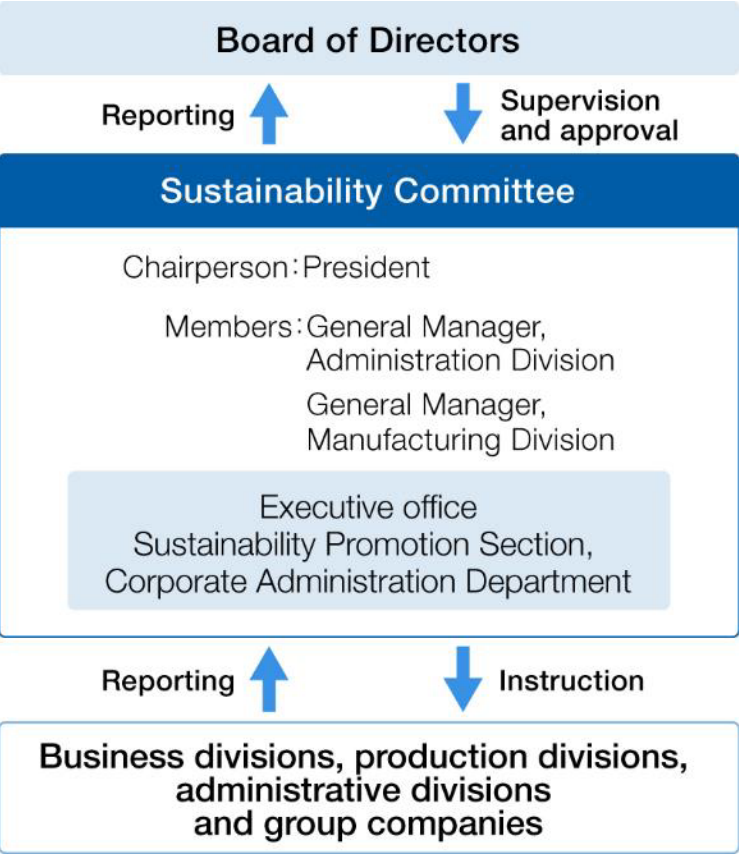 Board of Directors
Reporting
Supervision
and approval
Sustainability Committee
Chairperson:President
Members:General Manager,
Administration Division
General Manager,
Manufacturing Division
Executive office
Sustainability Promotion Section,
Corporate Administration Department
Reporting
Instruction
Business divisions, production divisions,
administrative divisions
and group companies